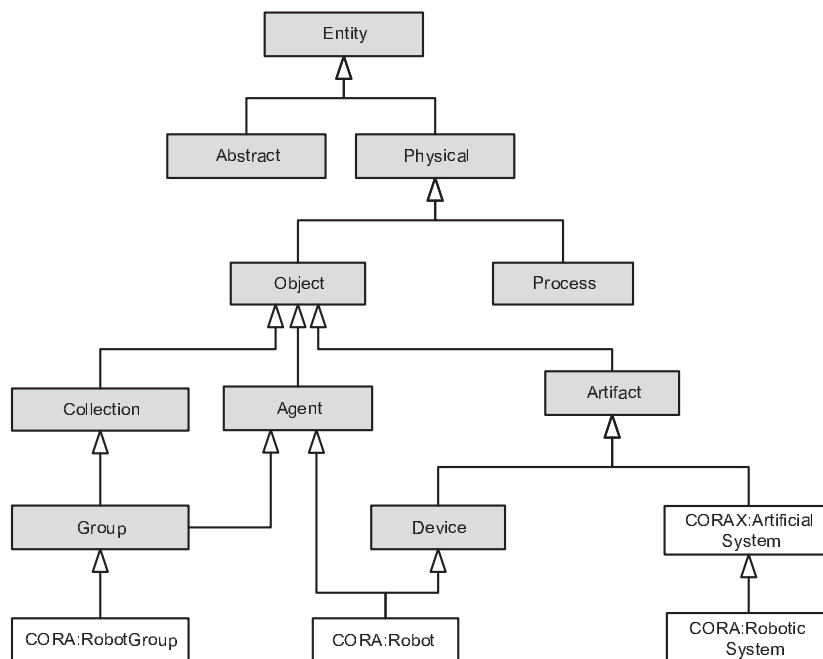 Entity
Abstract
Physical
Object
Process
Collection
Agent
Artifact
Group
Device
CORAX:Artificial
System
CORA:RobotGroup
CORA:Robot
CORA:Robotic
System